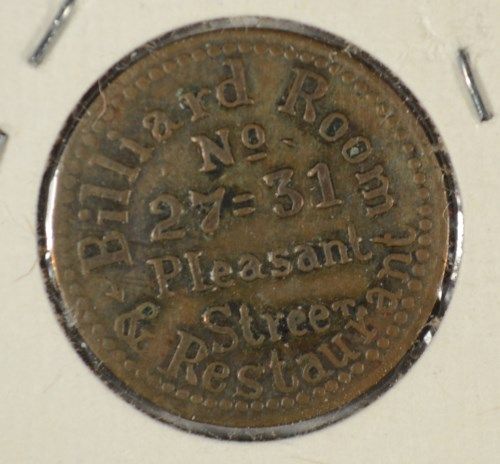 Billiard Room
No.
27=31
Pleasant
Street
& Restaurant